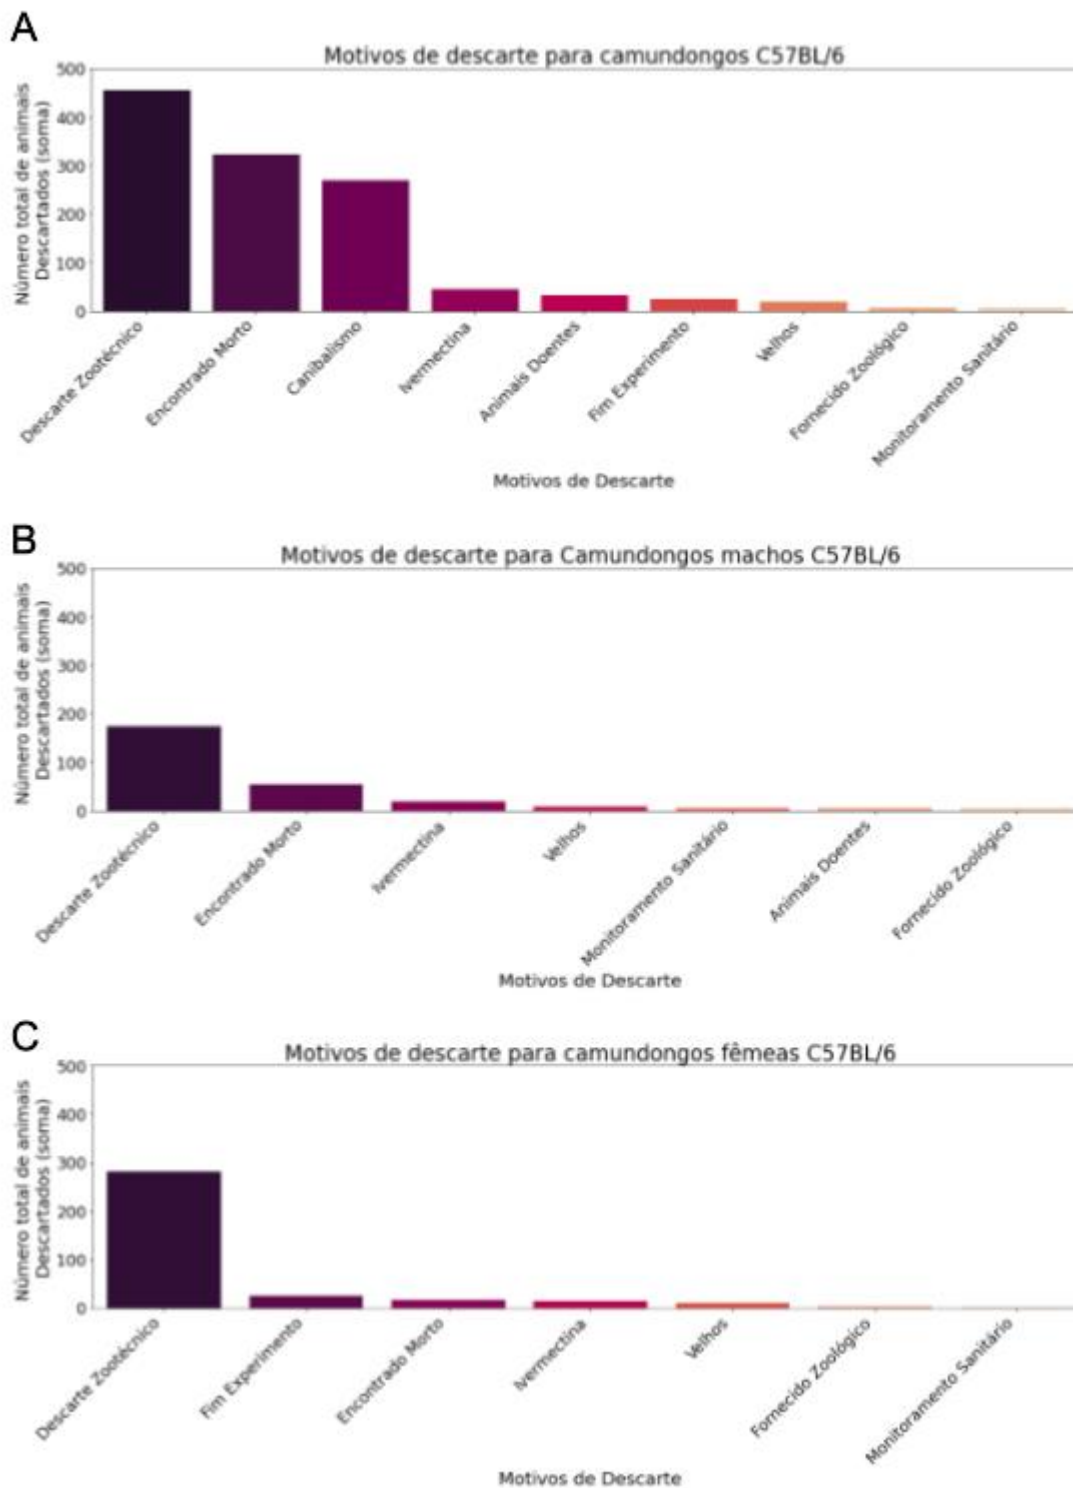 A
Motivos de descarte para camundongos C57BL/6
Número total de animais
Descartados (soma)
500
400
300
200
100
0
Descarte Zootécnico
Encontrado Morto
Canibalismo
Ivermectina
Animais Doentes
Fim Experimento
Velhos
Fornecido Zoológico
Monitoramento Sanitário
Motivos de Descarte
B
Motivos de descarte para Camundongos machos C57BL/6
Número total de animais
Descartados (soma)
500
400
300
200
100
0
Descarte Zootécnico
Encontrado Morto
Ivermectina
Velhos
Monitoramento Sanitário
Animais Doentes
Fornecido Zoológico
Motivos de Descarte
C
Motivos de descarte para camundongos fêmeas C57BL/6
Número total de animais
Descartados (soma)
500
400
300
200
100
0
Descarte Zootécnico
Fim Experimento
Encontrado Morto
Ivermectina
Velhos
Fornecido Zoológico
Monitoramento Sanitário
Motivos de Descarte